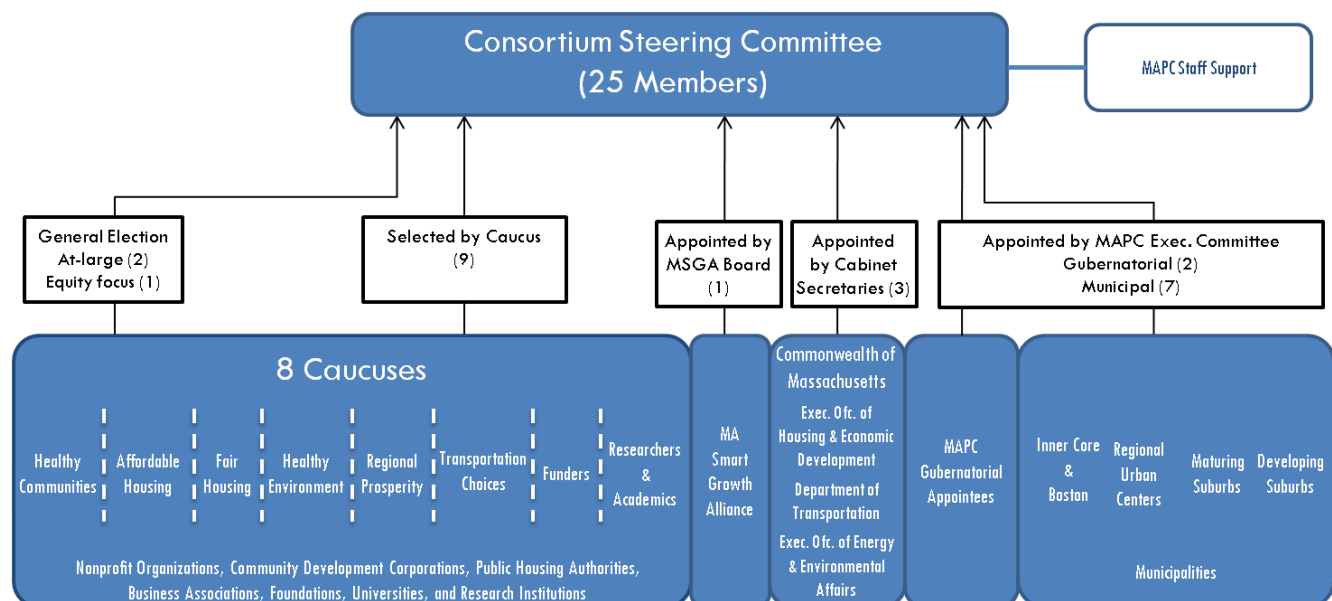 Consortium Steering Committee
(25 Members)
MAPC Staff Support
General Election
At-large (2)
Equity focus (1)
Selected by Caucus
(9)
Appointed by
MSGA Board
(1)
Appointed
by Cabinet
Secretaries (3)
Appointed by MAPC Exec. Committee
Gubernatorial (2)
Municipal (7)
8 Caucuses
Healthy
Communities
Affordable
Housing
Fair
Housing
Healthy
Environment
Regional
Prosperity
Transportation
Choices
Funders
Researchers
&
Academics
Nonprofit Organizations, Community Development Corporations, Public Housing Authorities,
Business Associations, Foundations, Universities, and Research Institutions
MA
Smart
Growth
Alliance
Commonwealth of
Massachusetts
Exec. Ofc. of
Housing & Economic
Development
Department of
Transportation
Exec. Ofc. of Energy
& Environmental
Affairs
MAPC
Gubernatorial
Appointees
Inner Core
&
Boston
Regional
Urban
Centers
Maturing
Suburbs
Developing
Suburbs
Municipalities